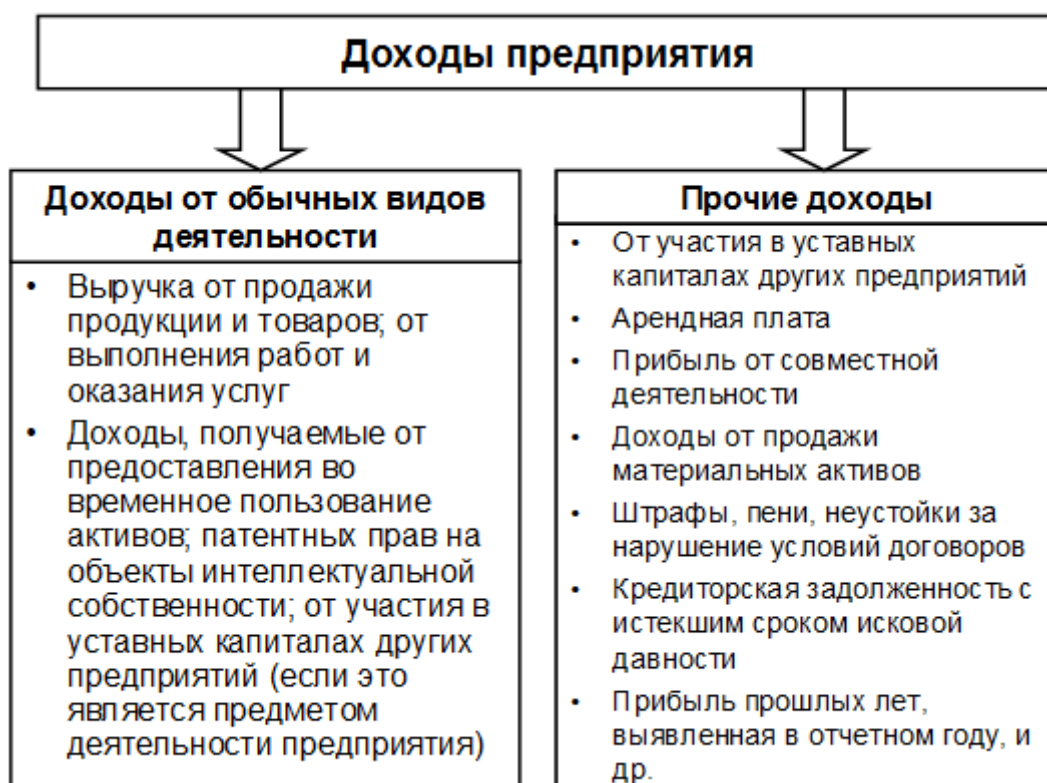 Доходы предприятия
Доходы от обычных видов
деятельности
• Выручка от продажи
продукции и товаров; от
выполнения работ и
оказания услуг
• Доходы, получаемые от
предоставления во
временное пользование
активов; патентных прав на
объекты интеллектуальной
собственности; от участия в
уставных капиталах других
предприятий (если это
является предметом
деятельности предприятия)
Прочие доходы
• От участия в уставных
капиталах других предприятий
• Арендная плата
• Прибыль от совместной
деятельности
• Доходы от продажи
материальных активов
• Штрафы, пени, неустойки за
нарушение условий договоров
• Кредиторская задолженность с
истекшим сроком исковой
давности
• Прибыль прошлых лет,
выявленная в отчетном году, и
др.